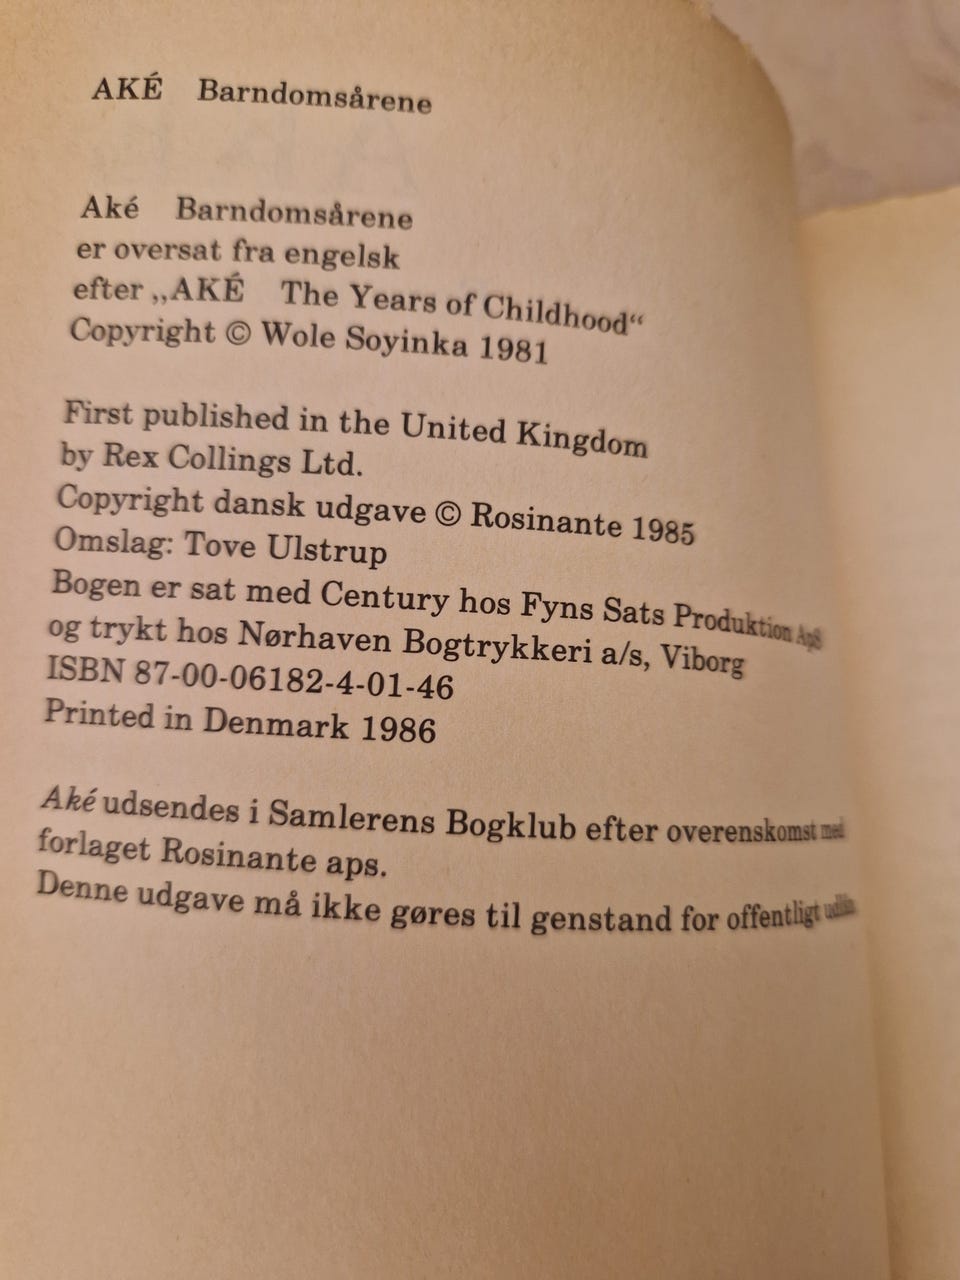 AKÉ Barndomsårene
Aké Barndomsårene
er oversat fra engelsk
efter „AKÉ The Years of Childhood“
Copyright © Wole Soyinka 1981
First published in the United Kingdom
by Rex Collings Ltd.
Copyright dansk udgave © Rosinante 1985
Omslag: Tove Ulstrup
Bogen er sat med Century hos Fyns Sats Produktion ApS
og trykt hos Nørhaven Bogtrykkeri a/s, Viborg
ISBN 87-00-06182-4-01-46
Printed in Denmark 1986
Aké udsendes i Samlerens Bogklub efter overenskomst med
forlaget Rosinante aps.
Denne udgave må ikke gøres til genstand for offentligt